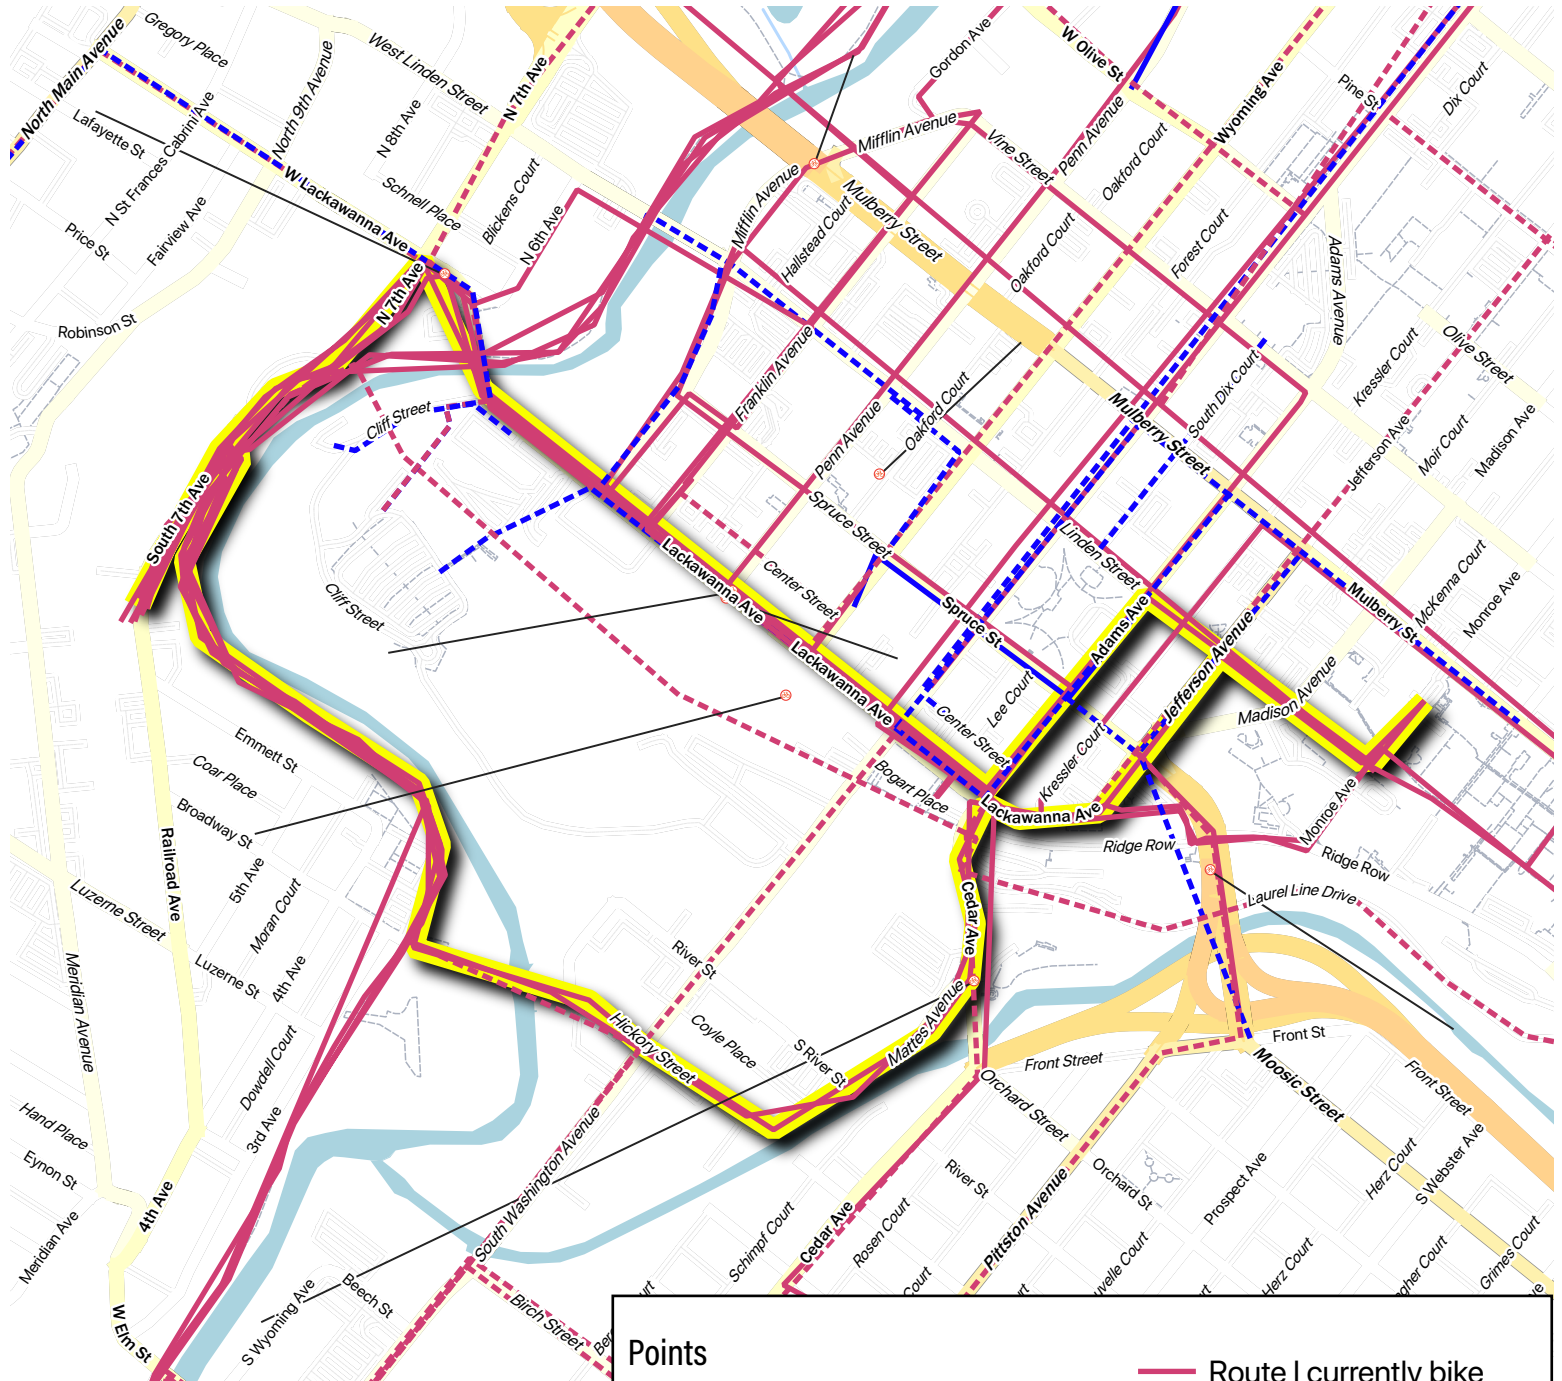 North Main Avenue
Gregory Place
West Linden Street
N 7th Ave
Gordon Ave
W Olive St
Wyoming Ave
Pine St
Dix Court
Lafayette St
N St Frances Cabrini Ave
North 9th Avenue
N 8th Ave
Mifflin Avenue
Vine Street
Penn Avenue
Oakford Court
W Lackawanna Ave
Schnell Place
Blickens Court
N 6th Ave
Mifflin Avenue
Hallstead Court
Mulberry Street
Oakford Court
Forest Court
Adams Avenue
Price St
Fairview Ave
N 7th Ave
Robinson St
Franklin Avenue
Penn Avenue
Oakford Court
South Dix Court
Kressler Court
Olive Street
Cliff Street
Mulberry Street
Jefferson Ave
Moir Court
Madison Ave
South 7th Ave
Spruce Street
Linden Street
Lackawanna Ave
Center Street
Cliff Street
Spruce St
Adams Ave
Jefferson Avenue
Mulberry St
McKenna Court
Monroe Ave
Lackawanna Ave
Lee Court
Center Street
Madison Avenue
Emmett St
Coar Place
Broadway St
Bogart Place
Kressler Court
Lackawanna Ave
Monroe Ave
Railroad Ave
5th Ave
Moran Court
Ridge Row
Ridge Row
Luzerne Street
Luzerne St
4th Ave
Cedar Ave
Laurel Line Drive
Meridian Avenue
River St
Mattes Avenue
Dowdell Court
3rd Ave
Hickory Street
Coyle Place
S River St
Front Street
Front St
Moosic Street
Front Street
Hand Place
Eynon St
Meridian Ave
4th Ave
Orchard Street
South Washington Avenue
River St
Orchard St
Prospect Ave
Herz Court
S Webster Ave
Schimpf Court
Cedar Ave
Rosen Court
Pittston Avenue
uvelle Court
Herz Court
gher Court
Grimes Court
W Elm St
S Wyoming Ave
Beech St
Birch Street
Ber
urt
Court
urt
urt
ve
Points
Route I currently bike